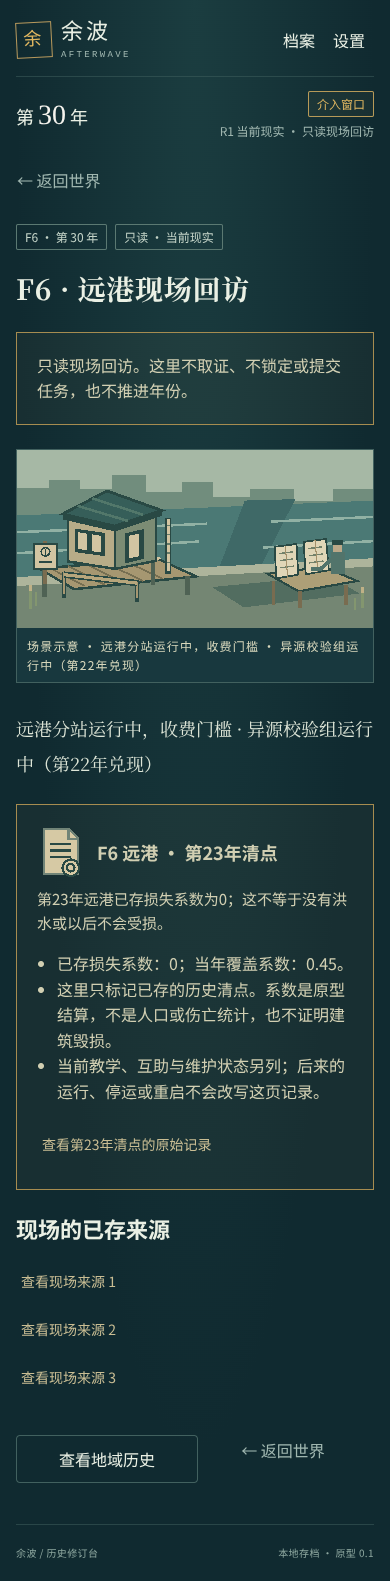 余
余波
AFTERWAVE
档案 设置
第 30 年
介入窗口
R1 当前现实 · 只读现场回访
← 返回世界
F6 · 第 30 年
只读 · 当前现实
F6 · 远港现场回访
只读现场回访。这里不取证、不锁定或提交
任务，也不推进年份。
场景示意 · 远港分站运行中，收费门槛 · 异源校验组运
行中（第22年兑现）
远港分站运行中，收费门槛 · 异源校验组运行
中（第22年兑现）
F6 远港 · 第23年清点
第23年远港已存损失系数为0；这不等于没有洪
水或以后不会受损。
• 已存损失系数：0；当年覆盖系数：0.45。
• 这里只标记已存的历史清点。系数是原型
结算，不是人口或伤亡统计，也不证明建
筑毁损。
• 当前教学、互助与维护状态另列；后来的
运行、停运或重启不会改写这页记录。
查看第23年清点的原始记录
现场的已存来源
查看现场来源 1
查看现场来源 2
查看现场来源 3
查看地域历史
← 返回世界
余波 / 历史修订台
本地存档 · 原型 0.1